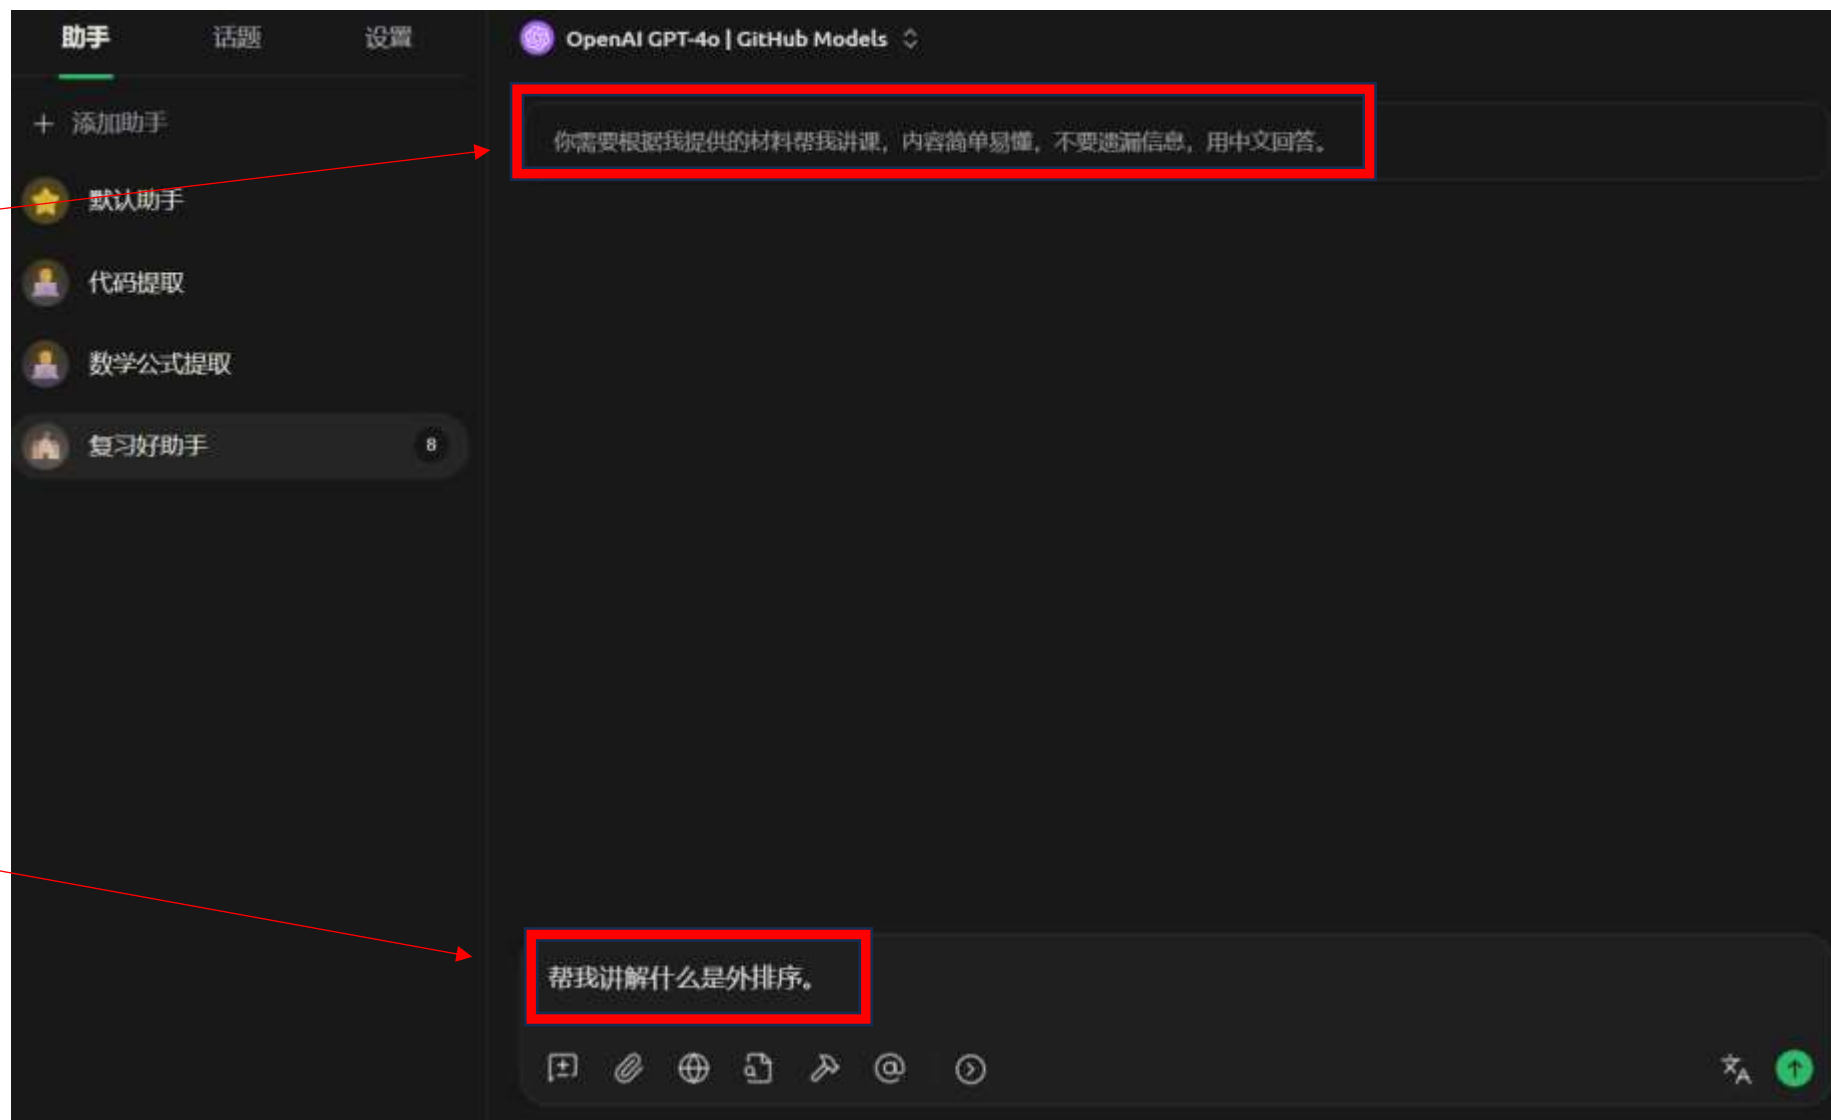 助手 话题 设置
OpenAI GPT-4o | GitHub Models
+ 添加助手
你需要根据我提供的材料帮我讲课，内容简单易懂，不要遗漏信息，用中文回答。
默认助手
代码提取
数学公式提取
复习好助手 8
帮我讲解什么是外排序。